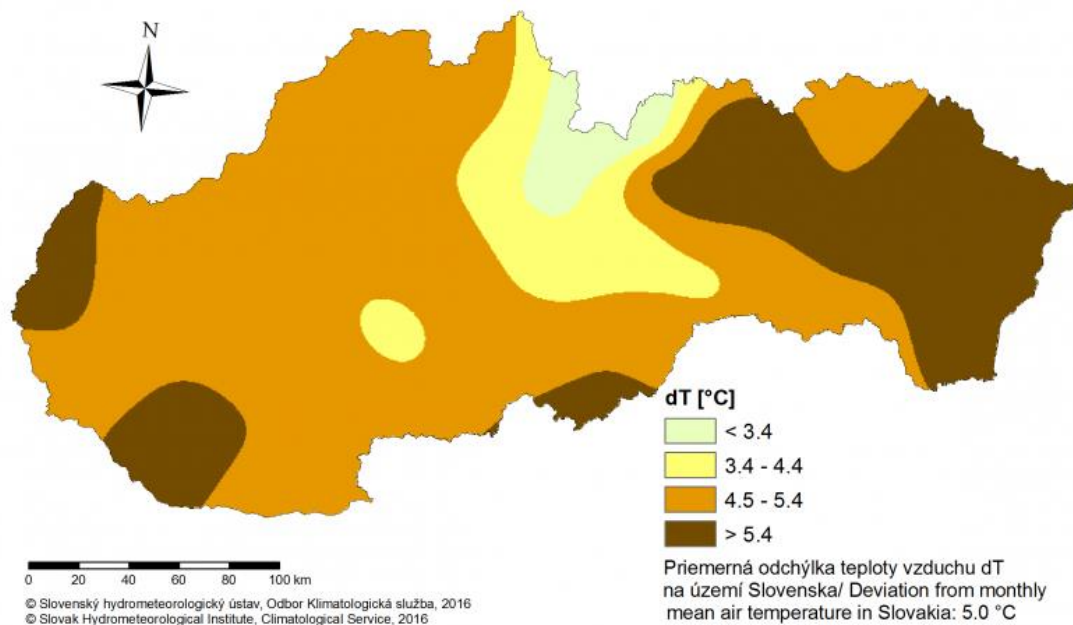 N
dT [°C]
< 3.4
3.4 - 4.4
4.5 - 5.4
> 5.4
0 20 40 60 80 100 km
Priemerná odchýlka teploty vzduchu dT
na území Slovenska/ Deviation from monthly
mean air temperature in Slovakia: 5.0 °C
© Slovenský hydrometeorologický ústav, Odbor Klimatologická služba, 2016
© Slovak Hydrometeorological Institute, Climatological Service, 2016